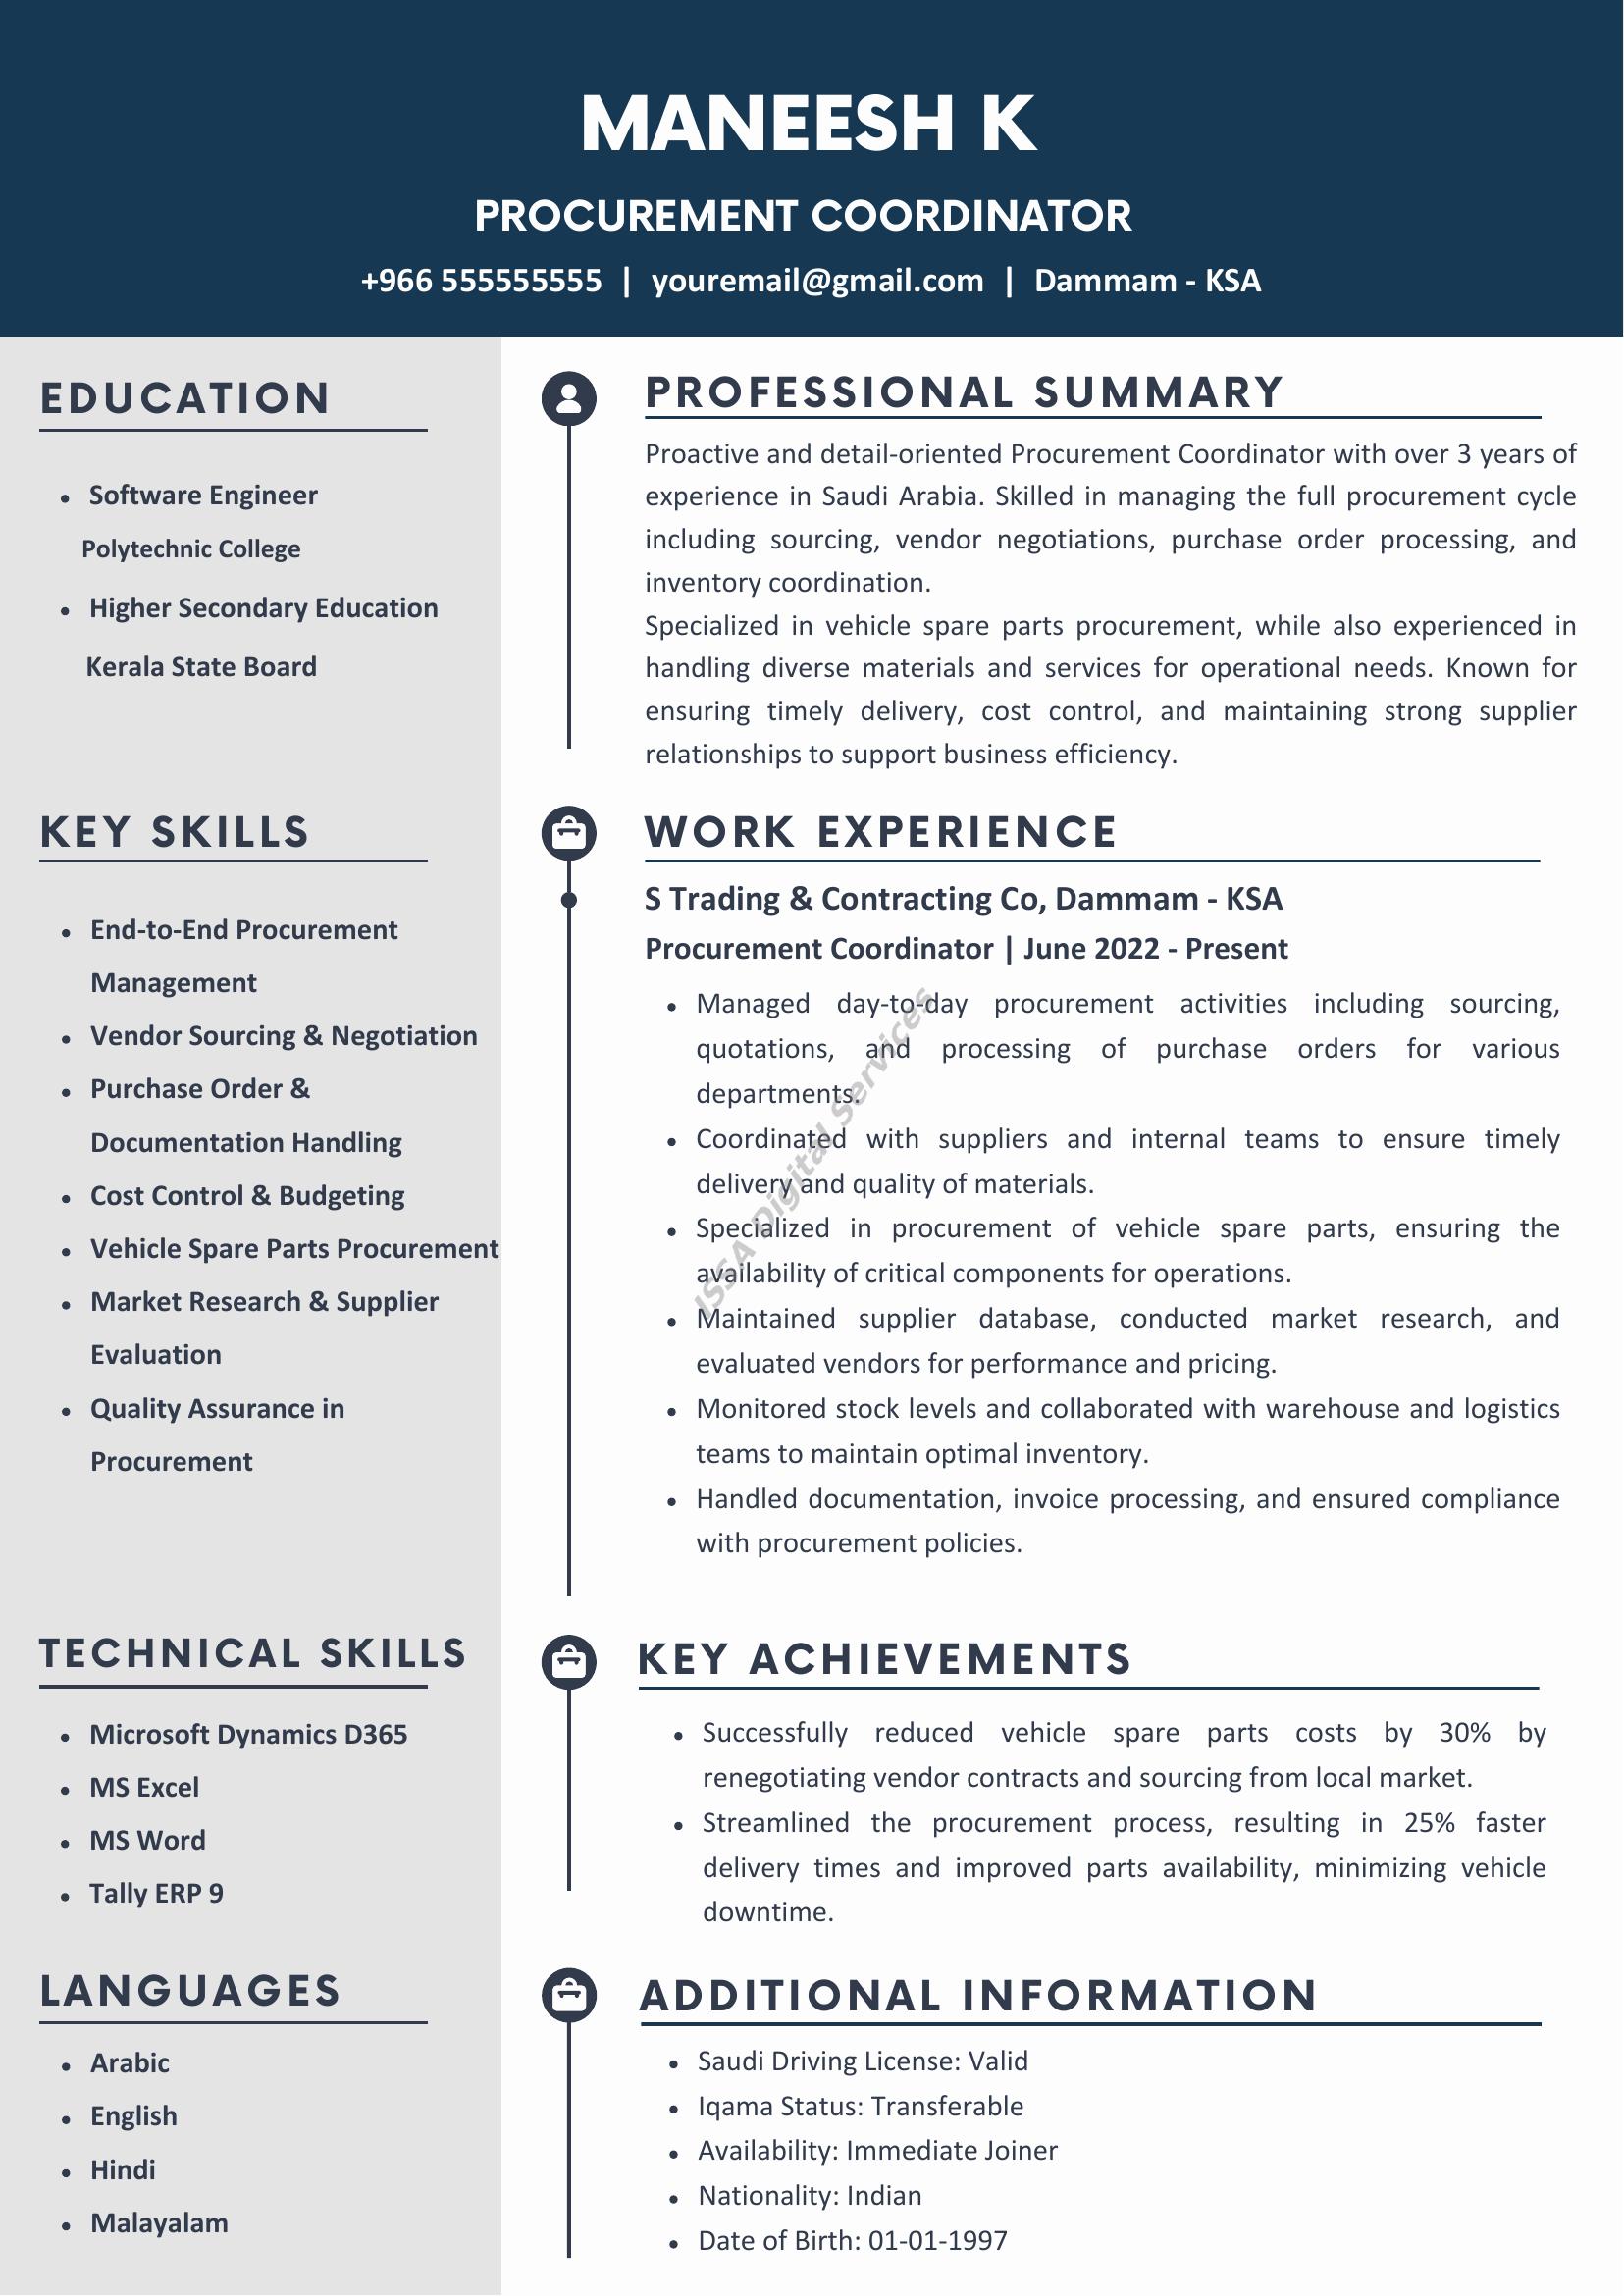 MANEESH K
PROCUREMENT COORDINATOR
+966 555555555 | youremail@gmail.com | Dammam - KSA
EDUCATION
• Software Engineer
Polytechnic College
• Higher Secondary Education
Kerala State Board
KEY SKILLS
• End-to-End Procurement
Management
• Vendor Sourcing & Negotiation
• Purchase Order &
Documentation Handling
• Cost Control & Budgeting
• Vehicle Spare Parts Procurement
• Market Research & Supplier
Evaluation
• Quality Assurance in
Procurement
TECHNICAL SKILLS
• Microsoft Dynamics D365
• MS Excel
• MS Word
• Tally ERP 9
LANGUAGES
• Arabic
• English
• Hindi
• Malayalam
PROFESSIONAL SUMMARY
Proactive and detail-oriented Procurement Coordinator with over 3 years of
experience in Saudi Arabia. Skilled in managing the full procurement cycle
including sourcing, vendor negotiations, purchase order processing, and
inventory coordination.
Specialized in vehicle spare parts procurement, while also experienced in
handling diverse materials and services for operational needs. Known for
ensuring timely delivery, cost control, and maintaining strong supplier
relationships to support business efficiency.
WORK EXPERIENCE
S Trading & Contracting Co, Dammam - KSA
Procurement Coordinator | June 2022 - Present
• Managed day-to-day procurement activities including sourcing,
quotations, and processing of purchase orders for various
departments.
• Coordinated with suppliers and internal teams to ensure timely
delivery and quality of materials.
• Specialized in procurement of vehicle spare parts, ensuring the
availability of critical components for operations.
• Maintained supplier database, conducted market research, and
evaluated vendors for performance and pricing.
• Monitored stock levels and collaborated with warehouse and logistics
teams to maintain optimal inventory.
• Handled documentation, invoice processing, and ensured compliance
with procurement policies.
ISSA Digital Services
KEY ACHIEVEMENTS
• Successfully reduced vehicle spare parts costs by 30% by
renegotiating vendor contracts and sourcing from local market.
• Streamlined the procurement process, resulting in 25% faster
delivery times and improved parts availability, minimizing vehicle
downtime.
ADDITIONAL INFORMATION
• Saudi Driving License: Valid
• Iqama Status: Transferable
• Availability: Immediate Joiner
• Nationality: Indian
• Date of Birth: 01-01-1997